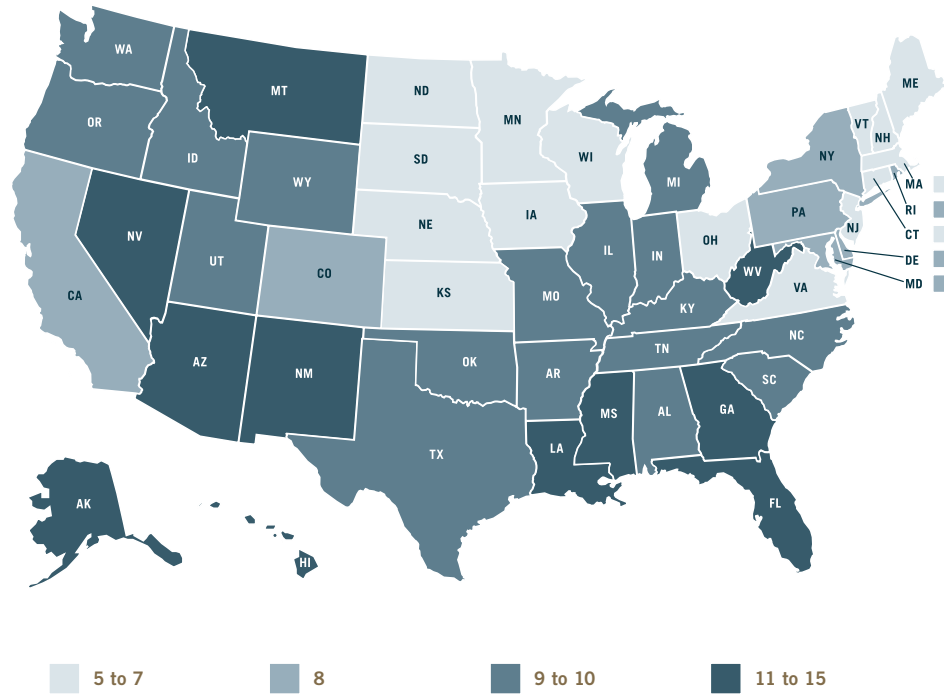 WA
MT
ND
MN
ME
OR
ID
WY
SD
WI
MI
NY
VT
NH
MA
RI
CT
DE
MD
NV
UT
CO
NE
IA
IL
IN
OH
PA
NJ
CA
KS
MO
KY
WV
VA
AZ
NM
OK
AR
TN
NC
SC
TX
LA
MS
AL
GA
FL
AK
HI
5 to 7
8
9 to 10
11 to 15